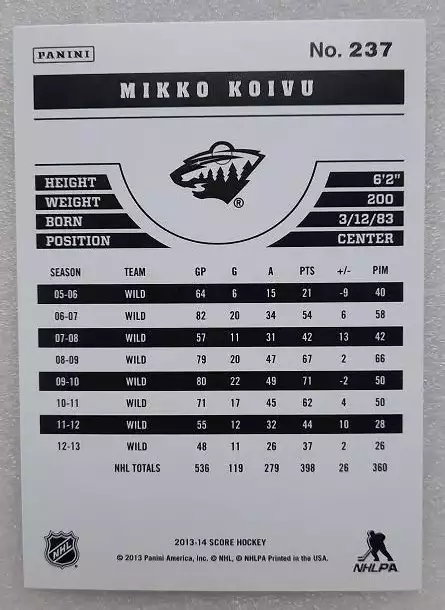 PANINI
No. 237
MIKKO KOIVU
HEIGHT 6'2"
WEIGHT 200
BORN 3/12/83
POSITION CENTER
SEASON TEAM GP G A PTS +/- PIM
05-06 WILD 64 6 15 21 -9 40
06-07 WILD 82 20 34 54 6 58
07-08 WILD 57 11 31 42 13 42
08-09 WILD 79 20 47 67 2 66
09-10 WILD 80 22 49 71 -2 50
10-11 WILD 71 17 45 62 4 50
11-12 WILD 55 12 32 44 10 28
12-13 WILD 48 11 26 37 2 26
NHL TOTALS 536 119 279 398 26 360
2013-14 SCORE HOCKEY
© 2013 Panini America, Inc. © NHL, © NHLPA Printed in the USA.
NHL
NHLPA